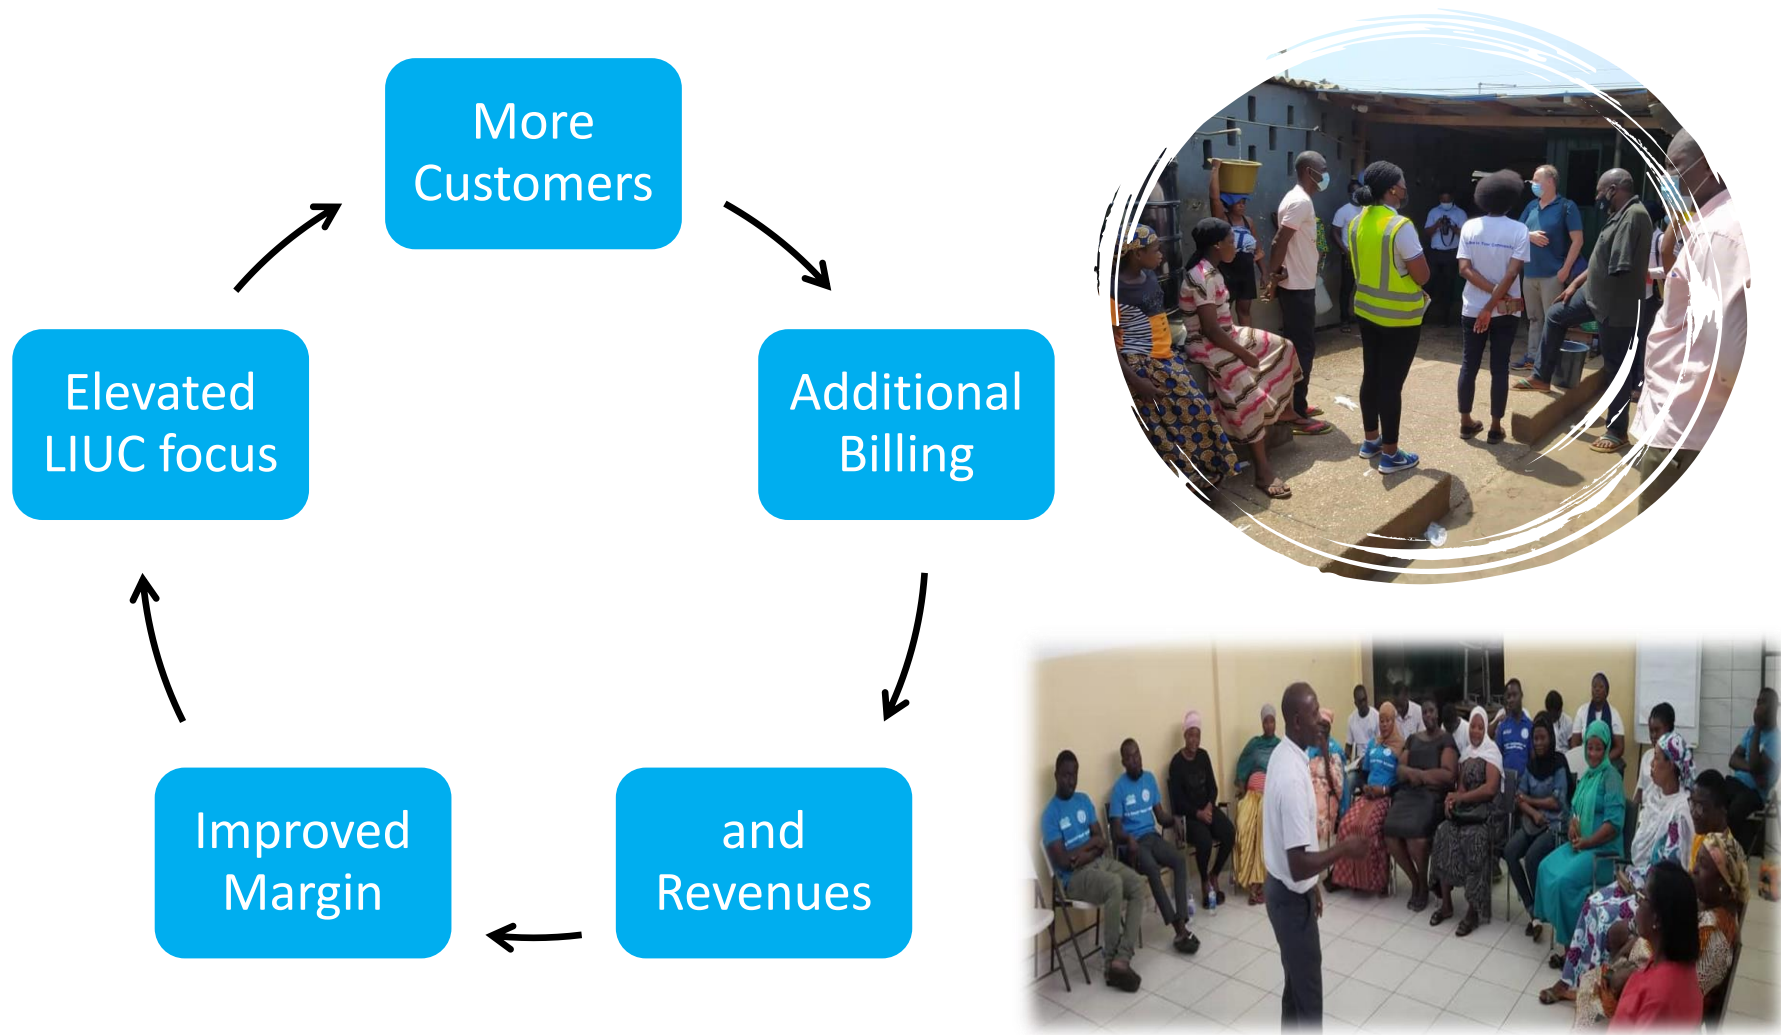 More
Customers
Additional
Billing
and
Revenues
Improved
Margin
Elevated
LIUC focus